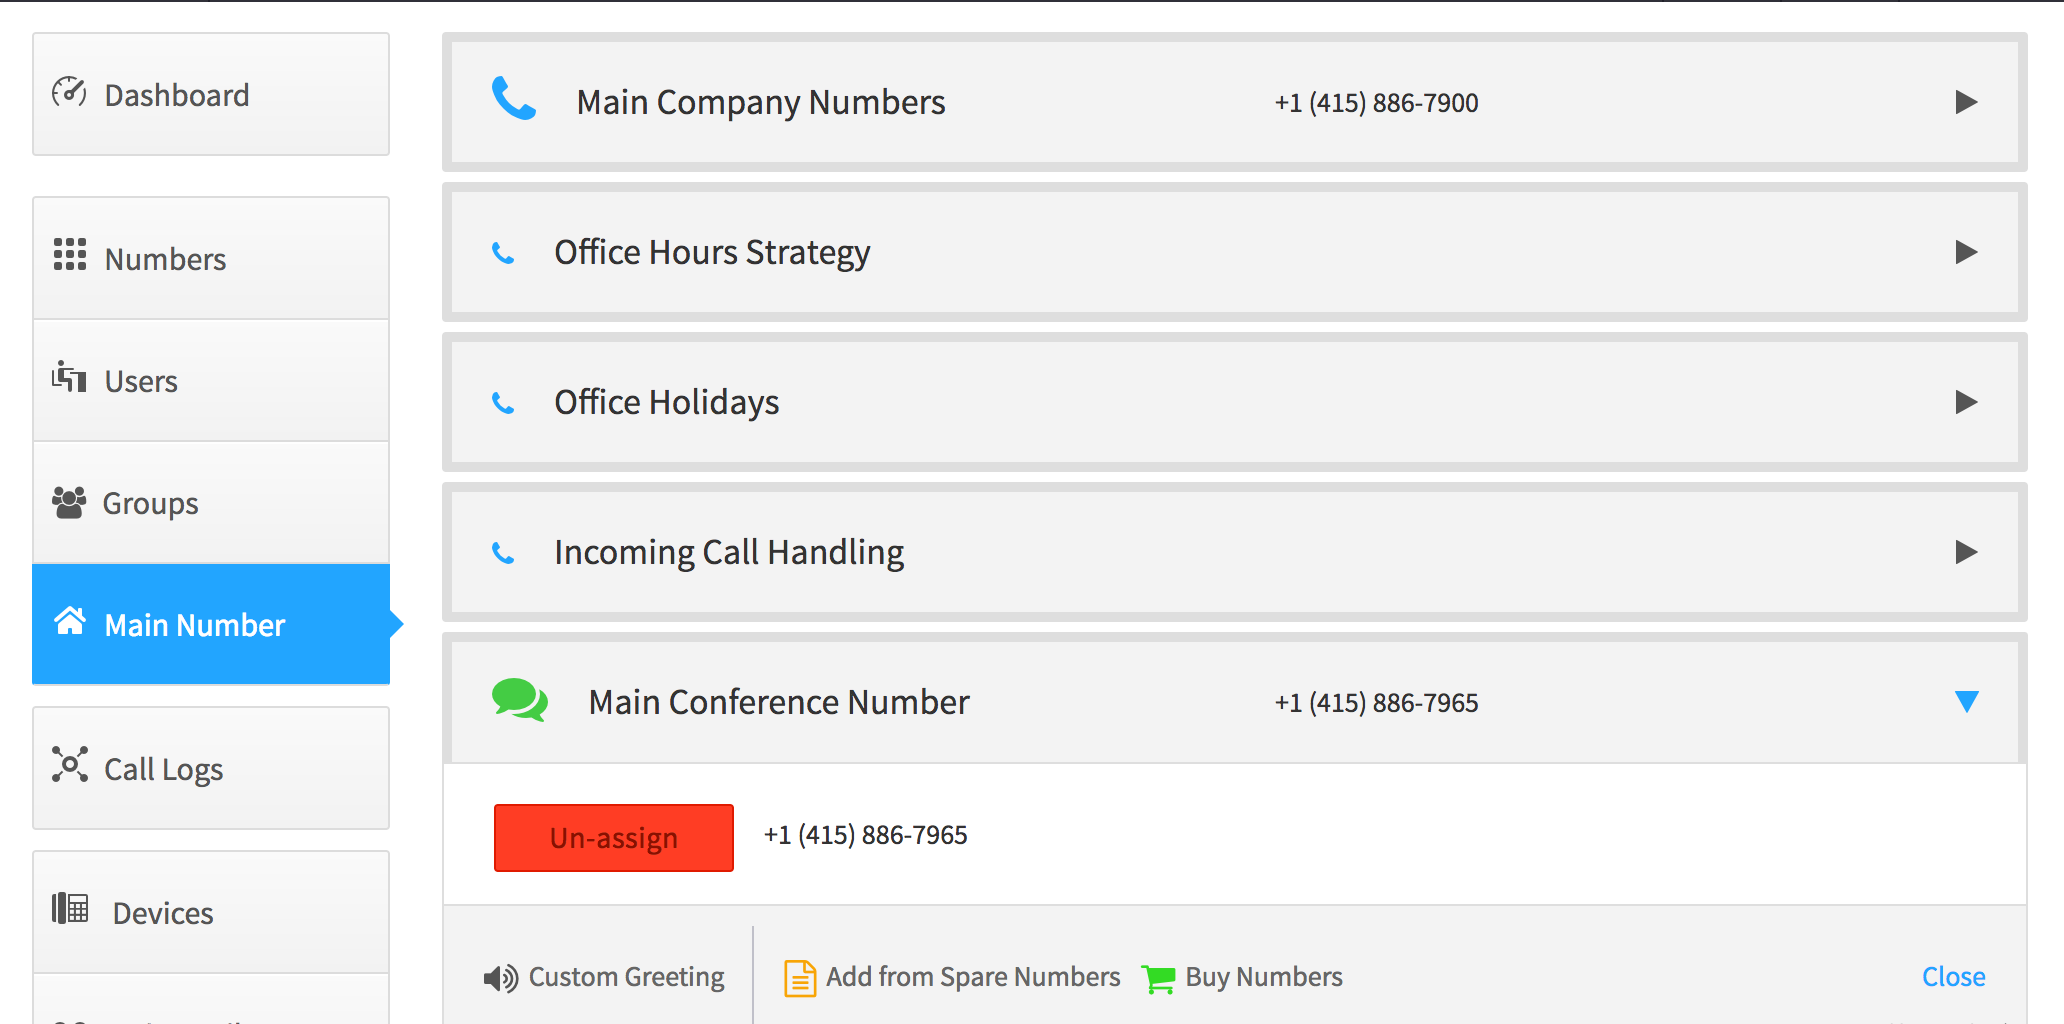 Dashboard
Numbers
Users
Groups
Main Number
Call Logs
Devices
Main Company Numbers +1 (415) 886-7900
Office Hours Strategy
Office Holidays
Incoming Call Handling
Main Conference Number +1 (415) 886-7965
Un-assign +1 (415) 886-7965
Custom Greeting Add from Spare Numbers Buy Numbers Close